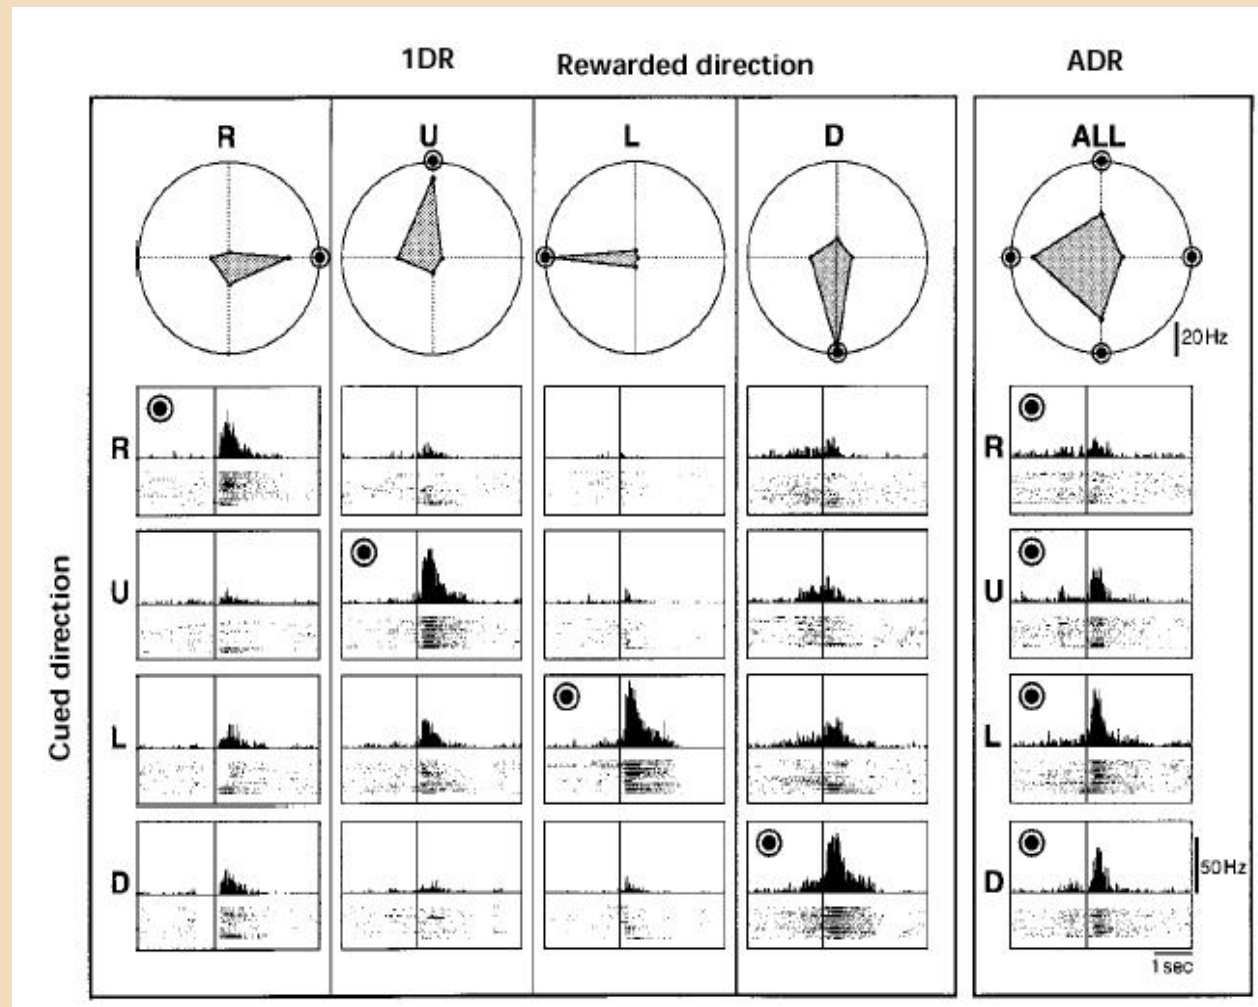 1DR Rewarded direction ADR
R U L D ALL
20 Hz
R R
U U
Cued direction
L L
D D
50 Hz
1 sec